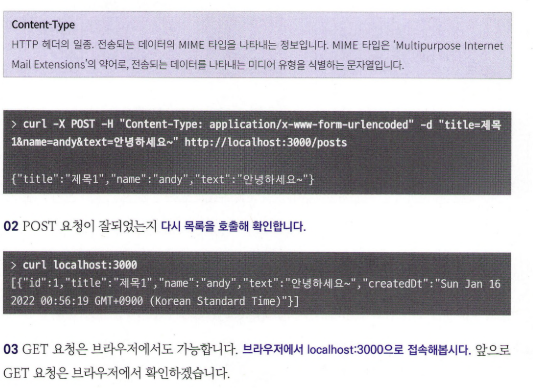 Content-Type
HTTP 헤더의 일종. 전송되는 데이터의 MIME 타입을 나타내는 정보입니다. MIME 타입은 'Multipurpose Internet
Mail Extensions'의 약어로, 전송되는 데이터를 나타내는 미디어 유형을 식별하는 문자열입니다.
> curl -X POST -H "Content-Type: application/x-www-form-urlencoded" -d "title=제목
1&name=andy&text=안녕하세요~" http://localhost:3000/posts
{"title":"제목1","name":"andy","text":"안녕하세요~"}
02 POST 요청이 잘되었는지 다시 목록을 호출해 확인합니다.
> curl localhost:3000
[{"id":1,"title":"제목1","name":"andy","text":"안녕하세요~","createdDt":"Sun Jan 16
2022 00:56:19 GMT+0900 (Korean Standard Time)"}]
03 GET 요청은 브라우저에서도 가능합니다. 브라우저에서 localhost:3000으로 접속해봅시다. 앞으로
GET 요청은 브라우저에서 확인하겠습니다.